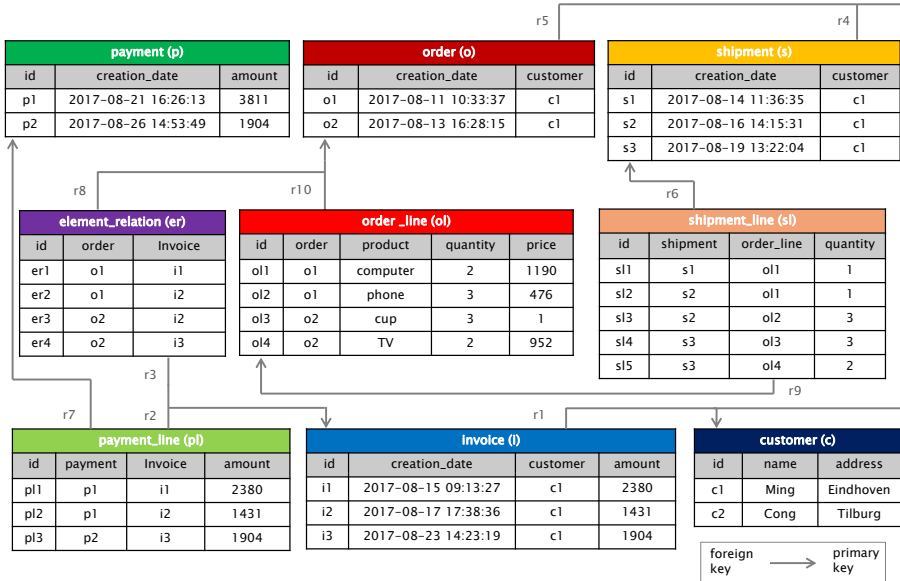 r5 r4
payment (p)
id creation_date amount
p1 2017-08-21 16:26:13 3811
p2 2017-08-26 14:53:49 1904
order (o)
id creation_date customer
o1 2017-08-11 10:33:37 c1
o2 2017-08-13 16:28:15 c1
shipment (s)
id creation_date customer
s1 2017-08-14 11:36:35 c1
s2 2017-08-16 14:15:31 c1
s3 2017-08-19 13:22:04 c1
r8 r10 r6
element_relation (er)
id order Invoice
er1 o1 i1
er2 o1 i2
er3 o2 i2
er4 o2 i3
order _line (ol)
id order product quantity price
ol1 o1 computer 2 1190
ol2 o1 phone 3 476
ol3 o2 cup 3 1
ol4 o2 TV 2 952
shipment_line (sl)
id shipment order_line quantity
sl1 s1 ol1 1
sl2 s2 ol1 1
sl3 s2 ol2 3
sl4 s3 ol3 3
sl5 s3 ol4 2
r3 r9
r7 r2 r1
payment_line (pl)
id payment Invoice amount
pl1 p1 i1 2380
pl2 p1 i2 1431
pl3 p2 i3 1904
invoice (i)
id creation_date customer amount
i1 2017-08-15 09:13:27 c1 2380
i2 2017-08-17 17:38:36 c1 1431
i3 2017-08-23 14:23:19 c1 1904
customer (c)
id name address
c1 Ming Eindhoven
c2 Cong Tilburg
foreign primary
key key